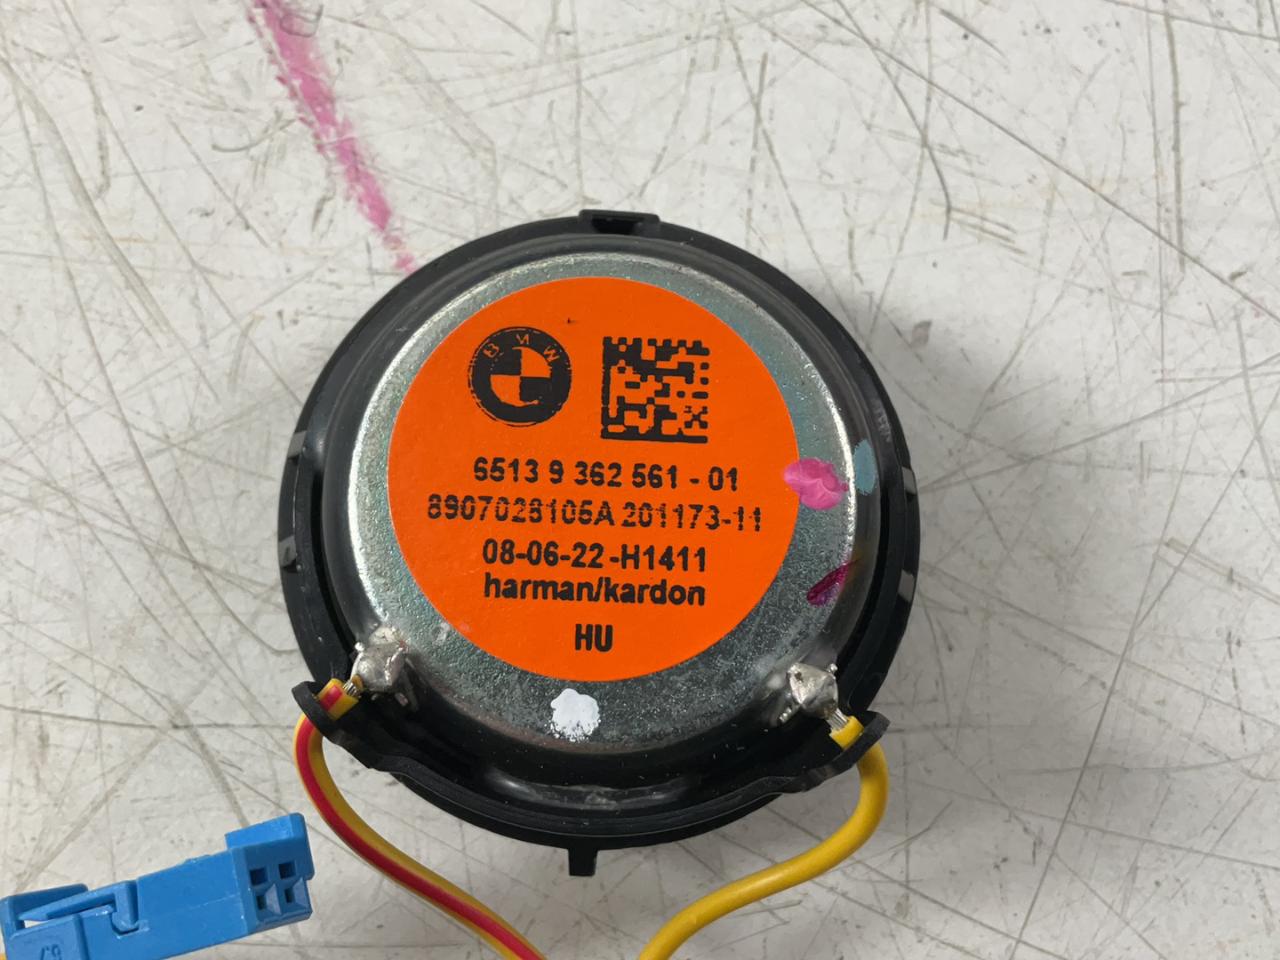 BMW
6513 9 362 561 - 01
8907028105A 201173-11
08-06-22 -H1411
harman/kardon
HU